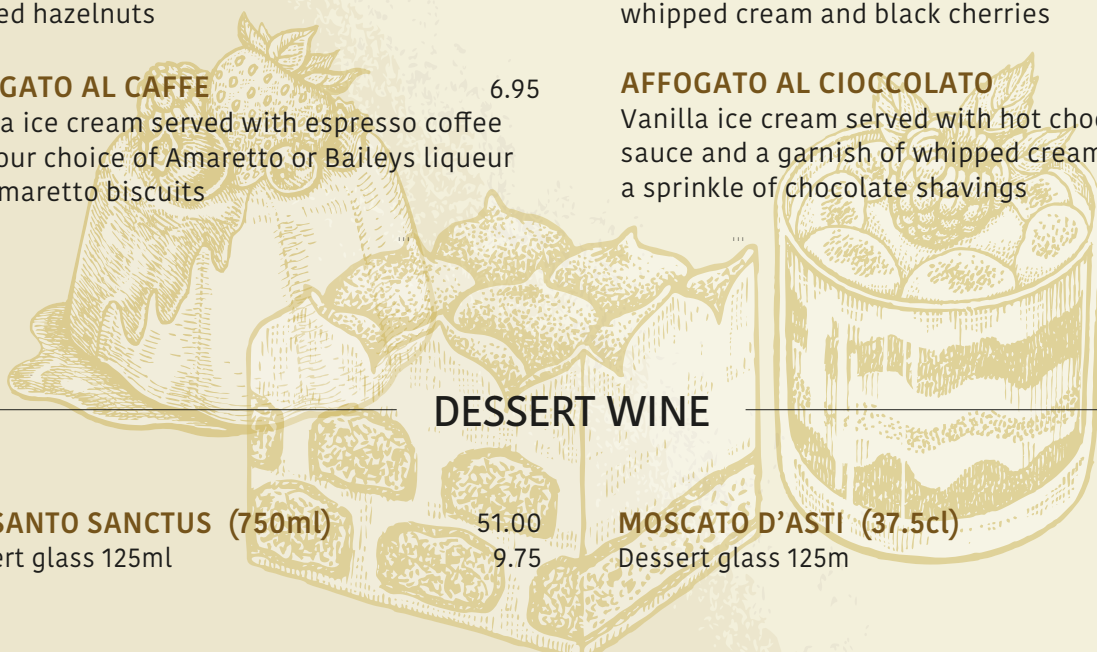 ed hazelnuts
GATO AL CAFFE 6.95
a ice cream served with espresso coffee
our choice of Amaretto or Baileys liqueur
maretto biscuits
whipped cream and black cherries
AFFOGATO AL CIOCCOLATO
Vanilla ice cream served with hot choc
sauce and a garnish of whipped cream
a sprinkle of chocolate shavings
DESSERT WINE
SANTO SANCTUS (750ml) 51.00
ert glass 125ml 9.75
MOSCATO D’ASTI (37.5cl)
Dessert glass 125m